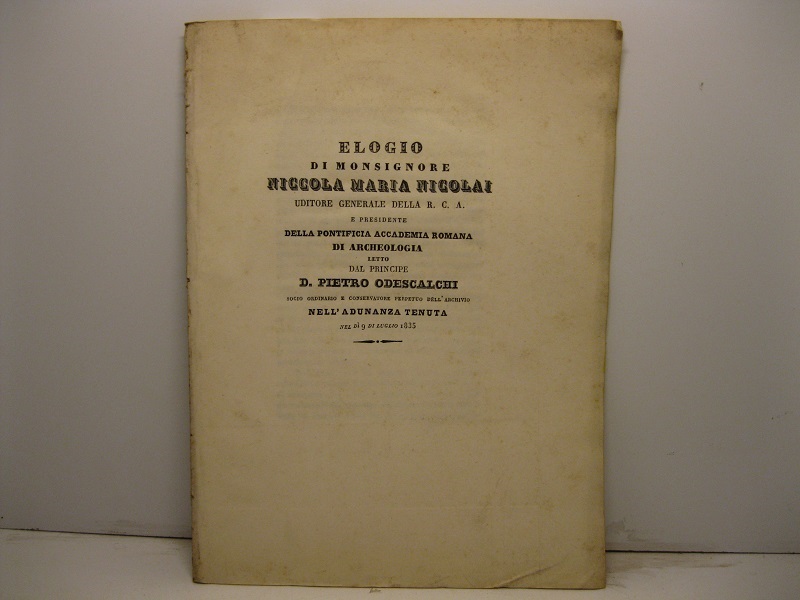 ELOGIO
DI MONSIGNORE
NICCOLA MARIA NICOLAI
UDITORE GENERALE DELLA R. C. A.
E PRESIDENTE
DELLA PONTIFICIA ACCADEMIA ROMANA
DI ARCHEOLOGIA
LETTO
DAL PRINCIPE
D. PIETRO ODESCALCHI
SOCIO ORDINARIO E CONSERVATORE PERPETUO DELL'ARCHIVIO
NELL'ADUNANZA TENUTA
NEL DÌ 9 DI LUGLIO 1835